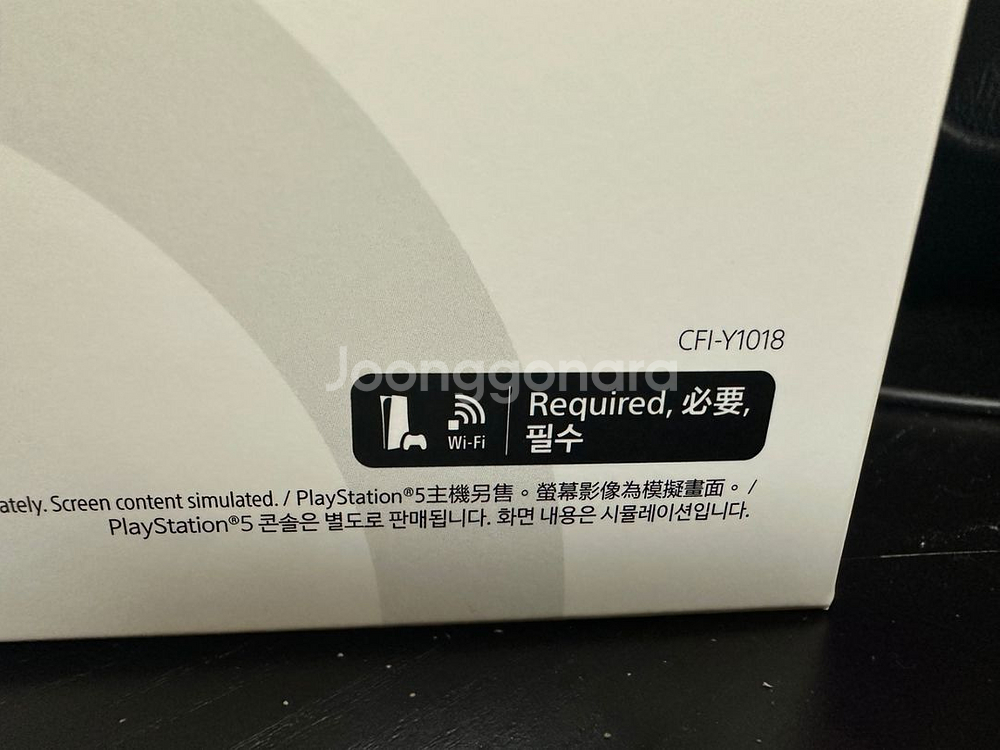 CFI-Y1018
Joonggonara
Wi-Fi
Required, 必要,
필수
ately. Screen content simulated. / PlayStation®5主機另售。螢幕影像為模擬畫面。 /
PlayStation®5 콘솔은 별도로 판매됩니다. 화면 내용은 시뮬레이션입니다.